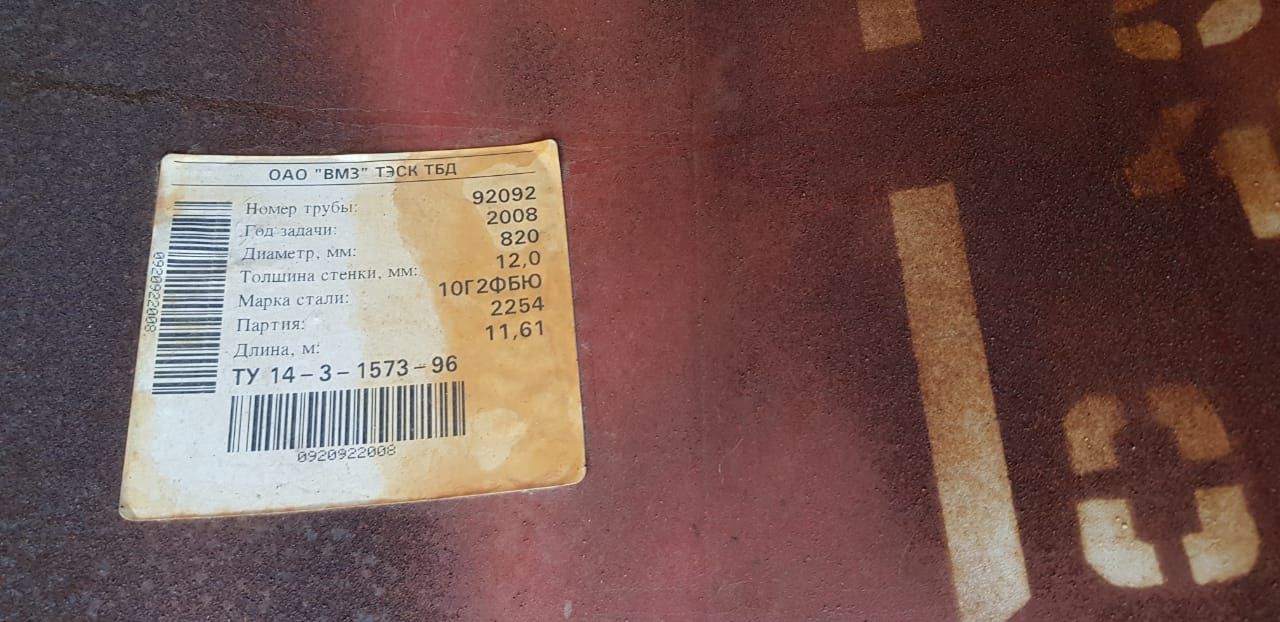 ОАО "ВМЗ" ТЭСК ТБД
Номер трубы: 92092
Год задачи: 2008
Диаметр, мм: 820
Толщина стенки, мм: 12,0
Марка стали: 10Г2ФБЮ
Партия: 2254
Длина, м: 11,61
ТУ 14-3-1573-96
0920922008
0920922008